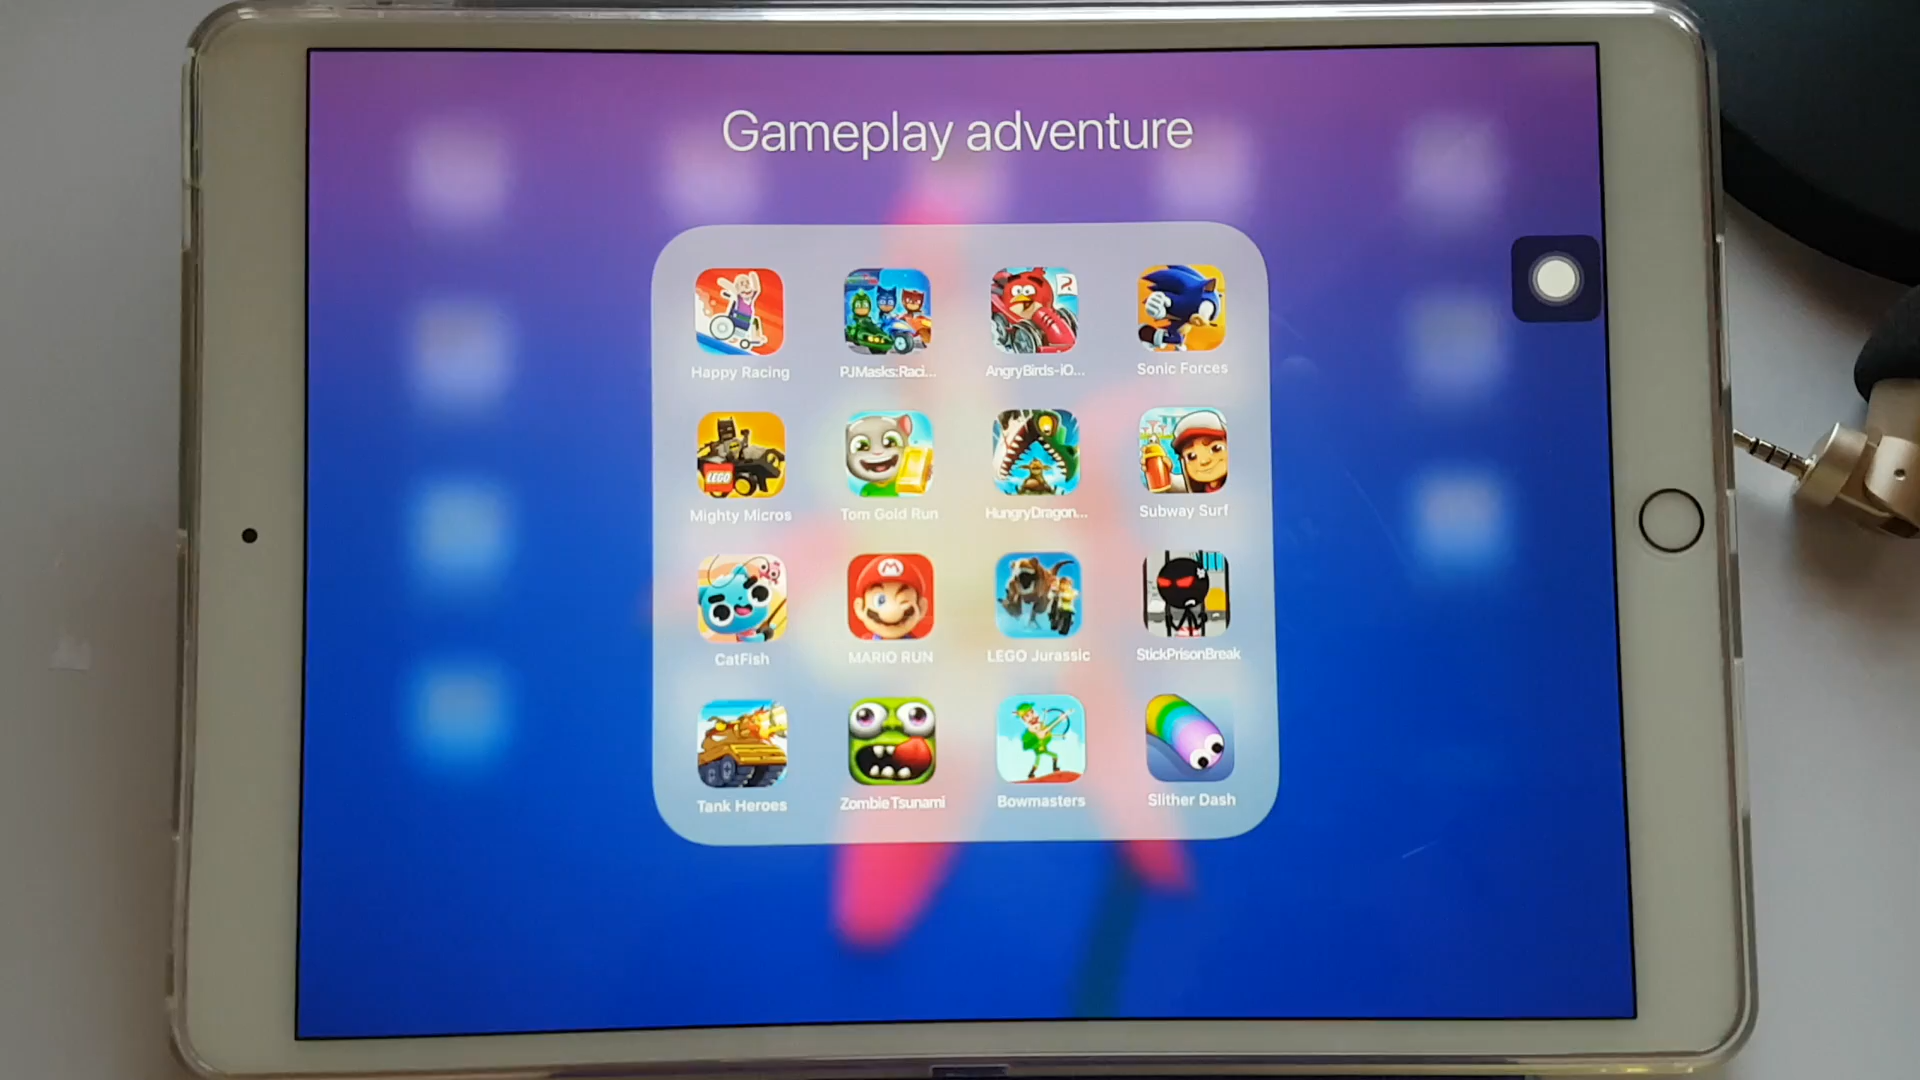 Gameplay adventure
Happy Racing
PJMasks:Raci...
AngryBirds-iO...
Sonic Forces
LEGO
Mighty Micros
Tom Gold Run
HungryDragon...
Subway Surf
CatFish
M
MARIO RUN
LEGO Jurassic
StickPrisonBreak
Tank Heroes
Zombie Tsunami
Bowmasters
Slither Dash